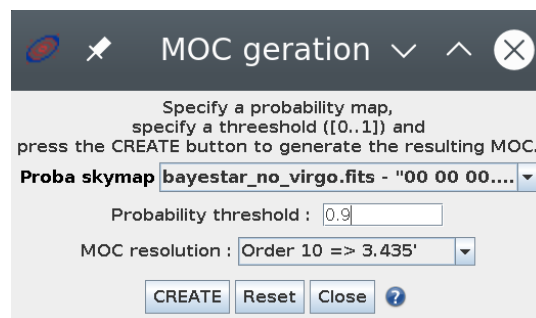 MOC geration
Specify a probability map,
specify a threeshold ([0..1]) and
press the CREATE button to generate the resulting MOC.
Proba skymap bayestar_no_virgo.fits - "00 00 00....
Probability threshold : 0.9
MOC resolution : Order 10 => 3.435'
CREATE Reset Close ?